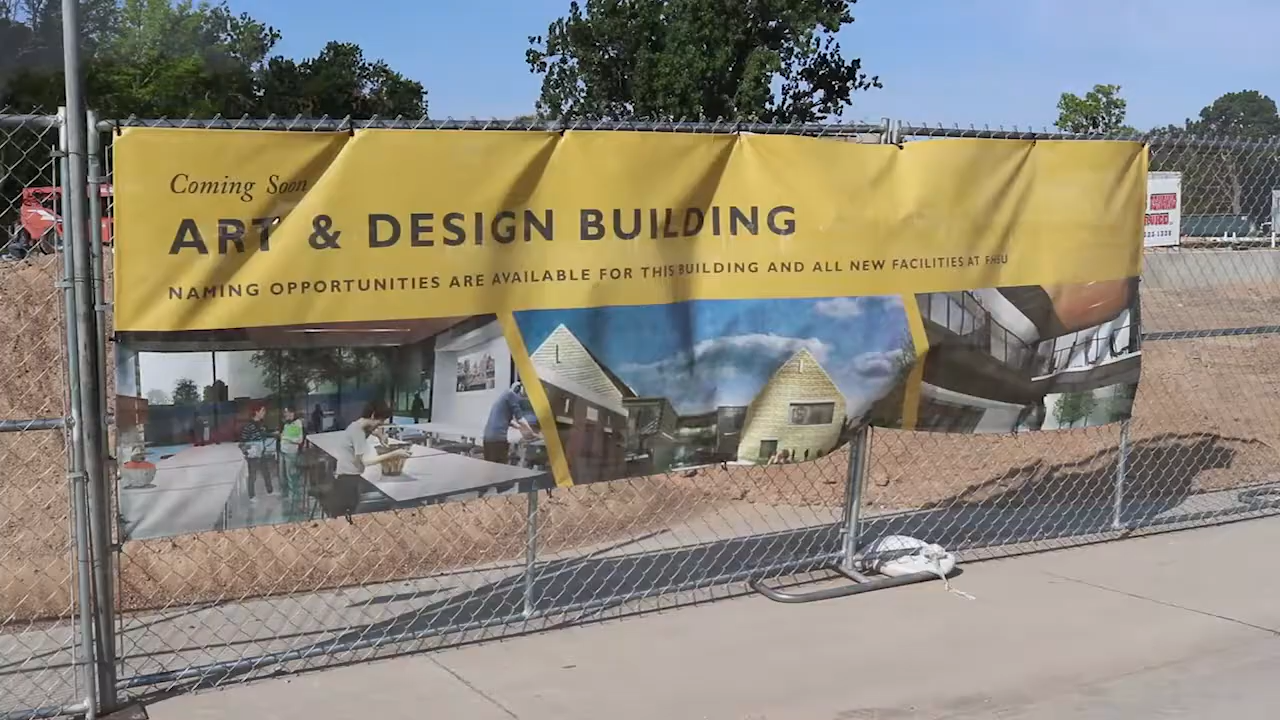 Coming Soon
ART & DESIGN BUILDING
NAMING OPPORTUNITIES ARE AVAILABLE FOR THIS BUILDING AND ALL NEW FACILITIES AT FHSU